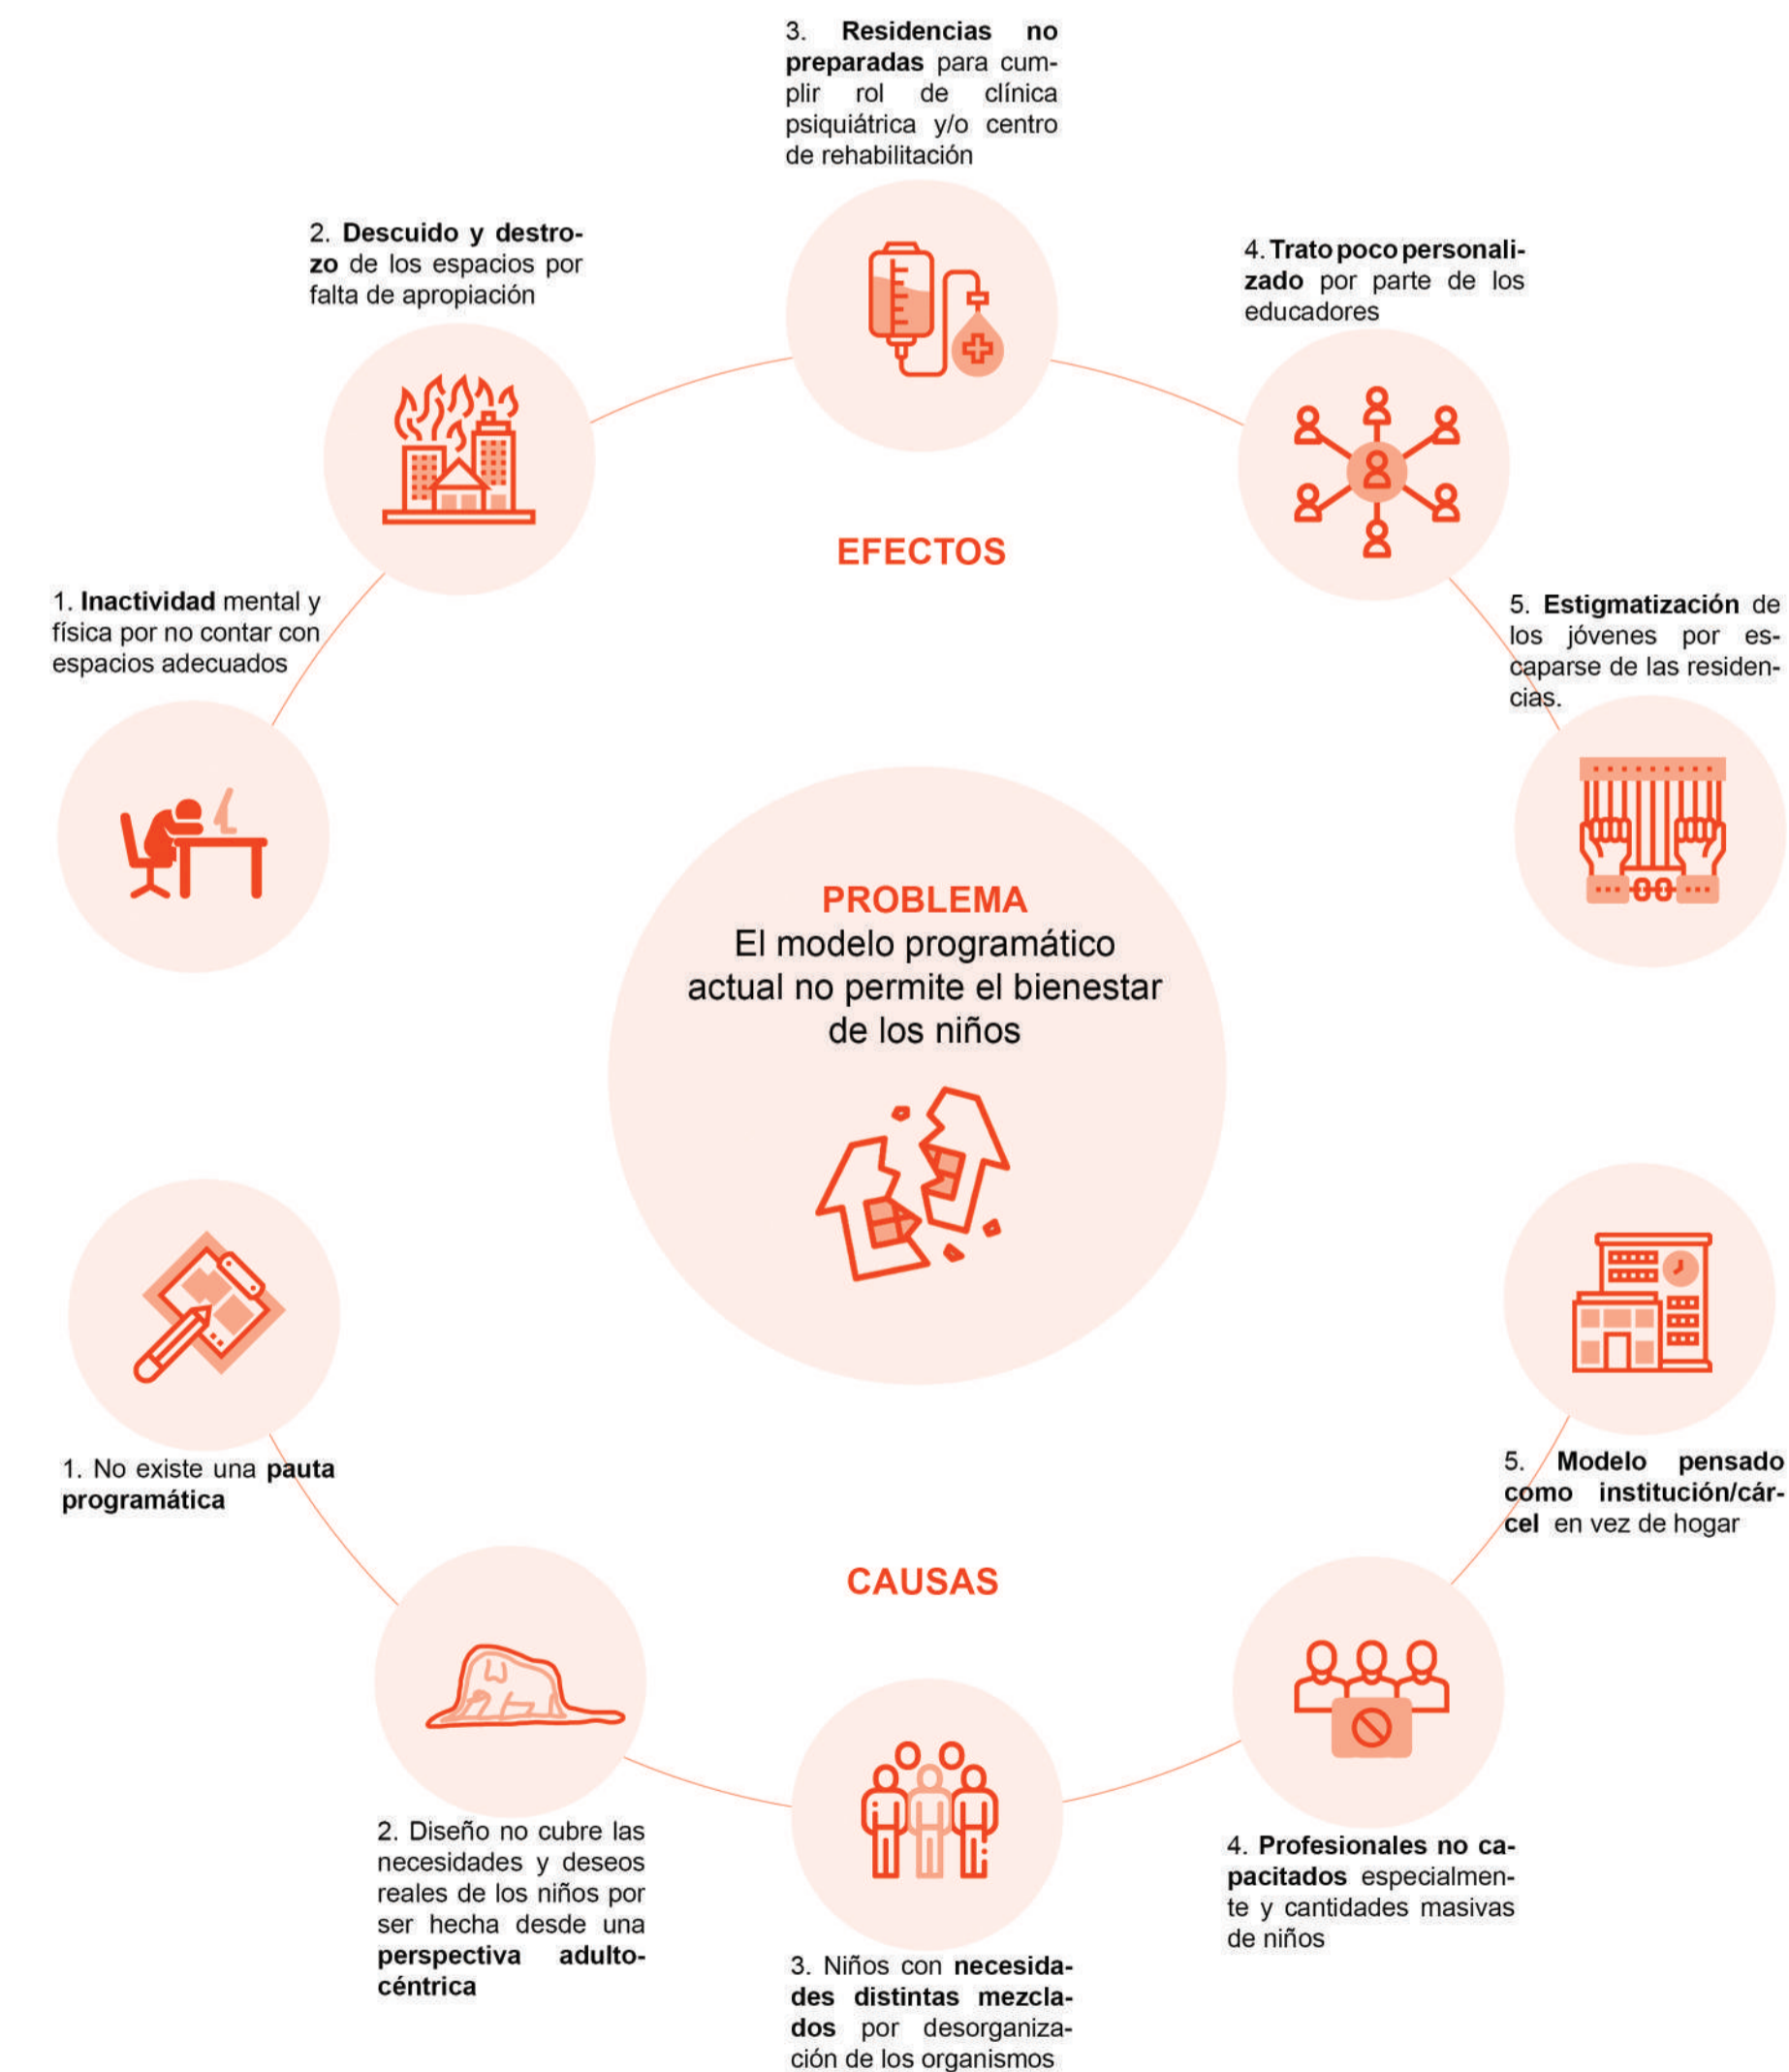 3. Residencias no
preparadas para cum-
plir rol de clínica
psiquiátrica y/o centro
de rehabilitación
2. Descuido y destro-
zo de los espacios por
falta de apropiación
4. Trato poco personali-
zado por parte de los
educadores
EFECTOS
1. Inactividad mental y
física por no contar con
espacios adecuados
5. Estigmatización de
los jóvenes por es-
caparse de las residen-
cias.
PROBLEMA
El modelo programático
actual no permite el bienestar
de los niños
1. No existe una pauta
programática
5. Modelo pensado
como institución/cár-
cel en vez de hogar
CAUSAS
2. Diseño no cubre las
necesidades y deseos
reales de los niños por
ser hecha desde una
perspectiva adulto-
céntrica
3. Niños con necesida-
des distintas mezcla-
dos por desorganiza-
ción de los organismos
4. Profesionales no ca-
pacitados especialmen-
te y cantidades masivas
de niños